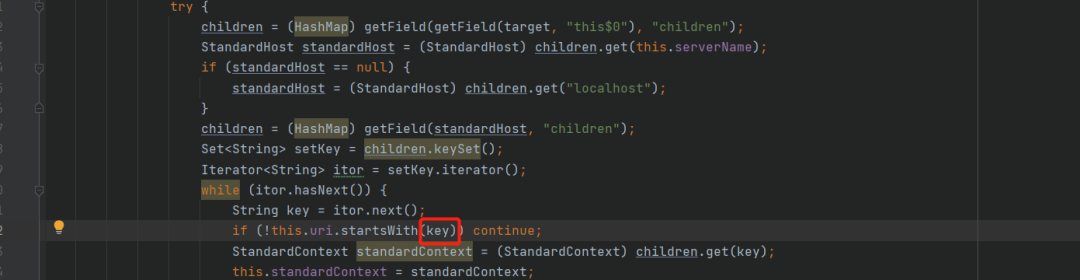 try {
children = (HashMap) getField(getField(target, "this$0"), "children");
StandardHost standardHost = (StandardHost) children.get(this.serverName);
if (standardHost == null) {
standardHost = (StandardHost) children.get("localhost");
}
children = (HashMap) getField(standardHost, "children");
Set<String> setKey = children.keySet();
Iterator<String> itor = setKey.iterator();
while (itor.hasNext()) {
String key = itor.next();
if (!this.uri.startsWith(key)) continue;
StandardContext standardContext = (StandardContext) children.get(key);
this.standardContext = standardContext;